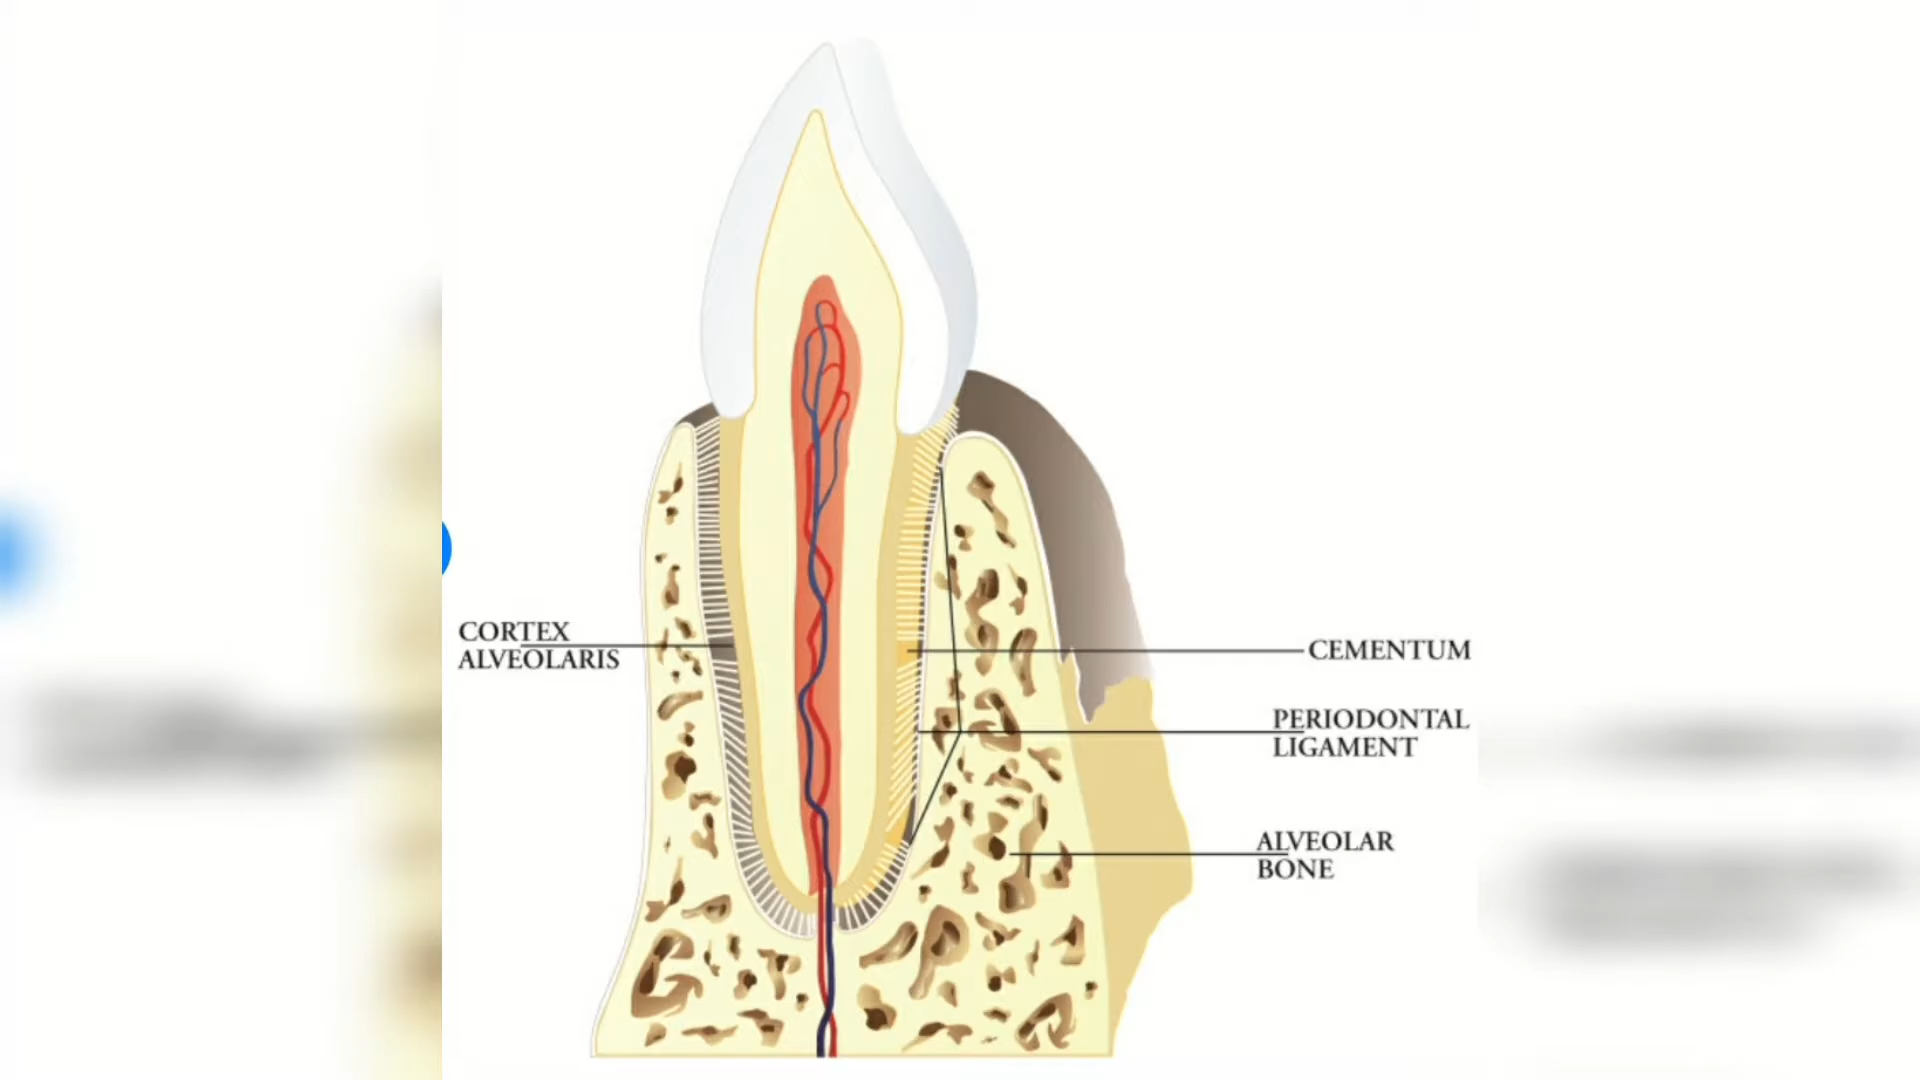 CORTEX
ALVEOLARIS
CEMENTUM
PERIODONTAL
LIGAMENT
ALVEOLAR
BONE